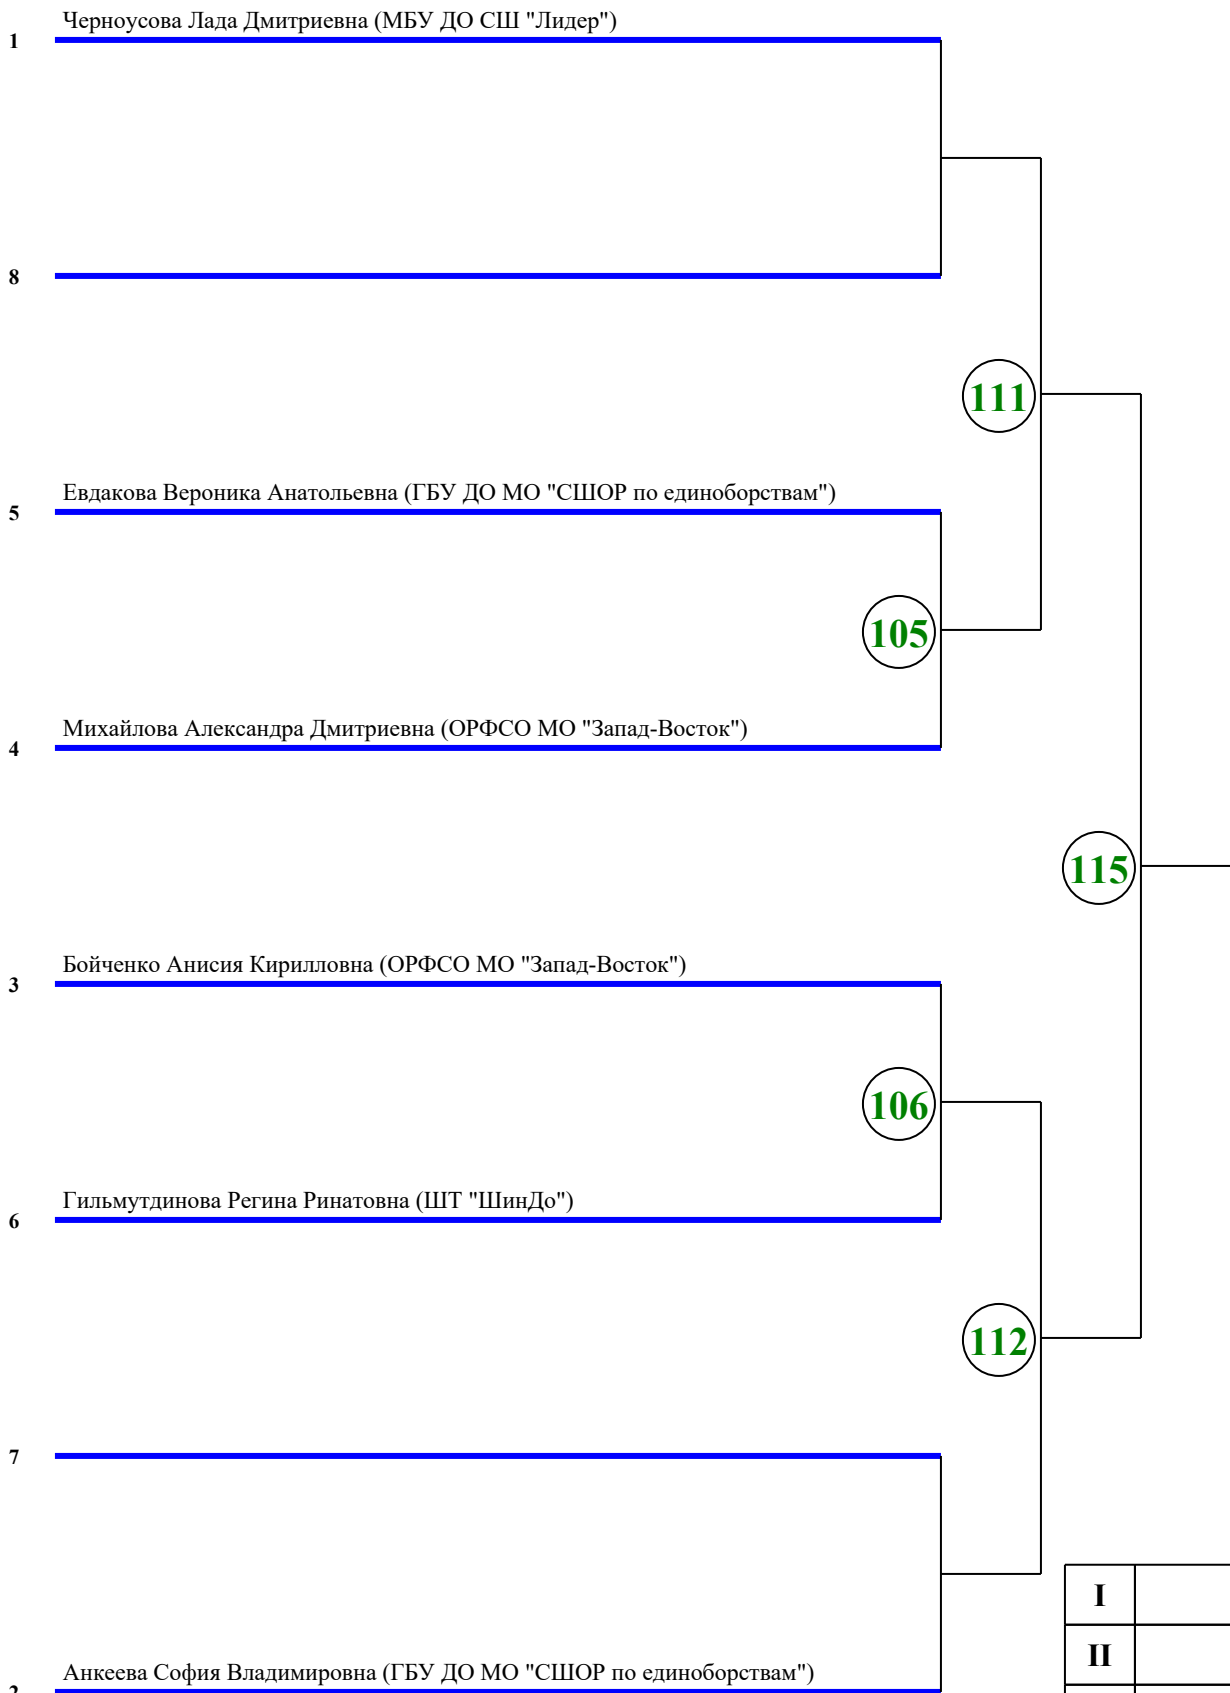 Черноусова Лада Дмитриевна (МБУ ДО СШ "Лидер")
1
8
111
Евдакова Вероника Анатольевна (ГБУ ДО МО "СШОР по единоборствам")
5
105
Михайлова Александра Дмитриевна (ОРФСО МО "Запад-Восток")
4
115
Бойченко Анисия Кирилловна (ОРФСО МО "Запад-Восток")
3
106
Гильмутдинова Регина Ринатовна (ШТ "ШинДо")
6
112
7
I
II
Анкеева София Владимировна (ГБУ ДО МО "СШОР по единоборствам")
2